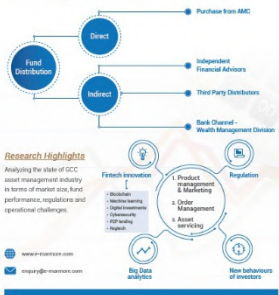 Purchase from AMC
Direct
Fund
Distribution
Independent
Financial Advisors
Indirect
Third Party Distributors
Bank Channel -
Wealth Management Division
Research Highlights
Analyzing the state of GCC
asset management industry
in terms of market size, fund
performance, regulations and
operational challenges.
Fintech innovation
• Blockchain
• Machine learning
• Digital investments
• Cybersecurity
• P2P lending
• Regtech
1. Product
management
& Marketing
2. Order
Management
3. Asset
servicing
Regulation
Big Data
analytics
New behaviours
of investors
www.e-marmore.com
enquiry@e-marmore.com